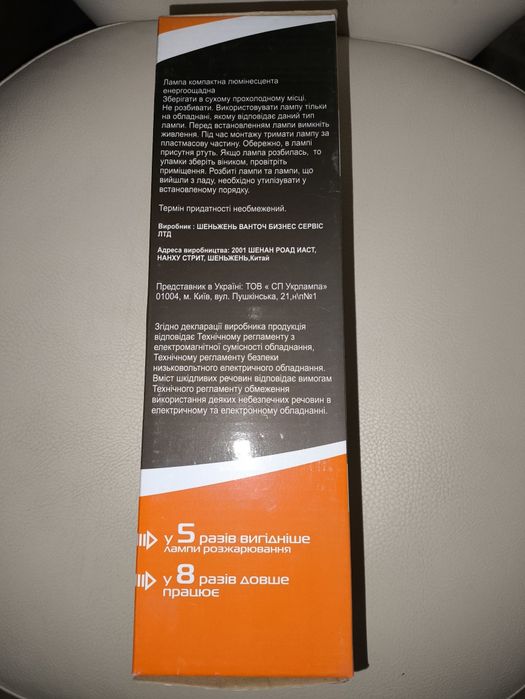 Лампа компактна люмінесцента
енергоощадна
Зберігати в сухому прохолодному місці.
Не розбивати. Використовувати лампу тільки
на обладнані, якому відповідає даний тип
лампи. Перед встановленням лампи вимкніть
живлення. Під час монтажу тримати лампу за
пластмасову частину. Обережно, в лампі
присутня ртуть. Якщо лампа розбилась, то
уламки зберіть віником, провітріть
приміщення. Розбиті лампи та лампи, що
вийшли з ладу, необхідно утилізувати у
встановленому порядку.
Термін придатності необмежений.
Виробник : ШЕНЬЖЕНЬ ВАНТОЧ БИЗНЕС СЕРВІС
ЛТД
Адреса виробництва: 2001 ШЕНАН РОАД ИАСТ,
НАНХУ СТРИТ, ШЕНЬЖЕНЬ,Китай
Представник в Україні: ТОВ « СП Укрлампа»
01004, м. Київ, вул. Пушкінська, 21,н\п№1
Згідно декларації виробника продукція
відповідає Технічному регламенту з
електромагнітної сумісності обладнання,
Технічному регламенту безпеки
низьковольтного електричного обладнання.
Вміст шкідливих речовин відповідає вимогам
Технічного регламенту обмеження
використання деяких небезпечних речовин в
електричному та електронному обладнанні.
у 5 разів вигідніше
лампи розжарювання
у 8 разів довше
працює